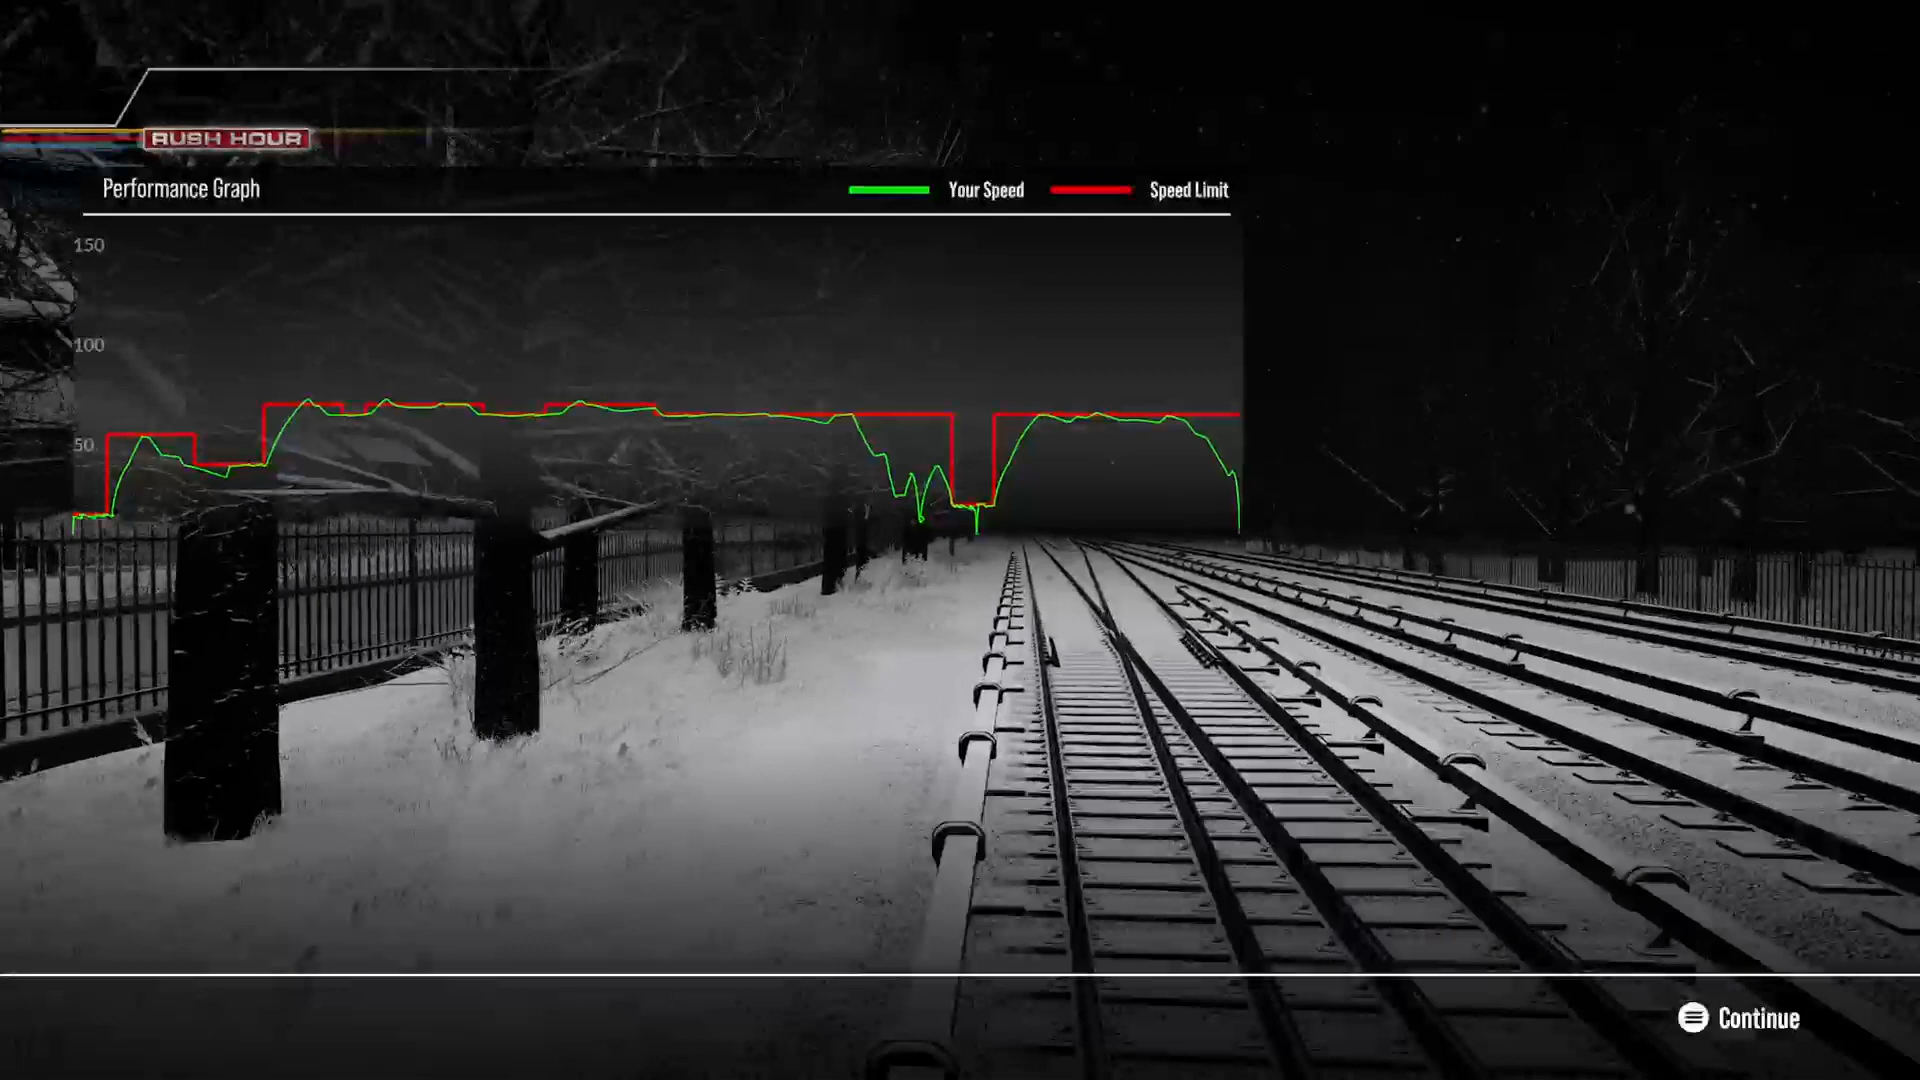 RUSH HOUR
Performance Graph
Your Speed
Speed Limit
150
100
50
Continue